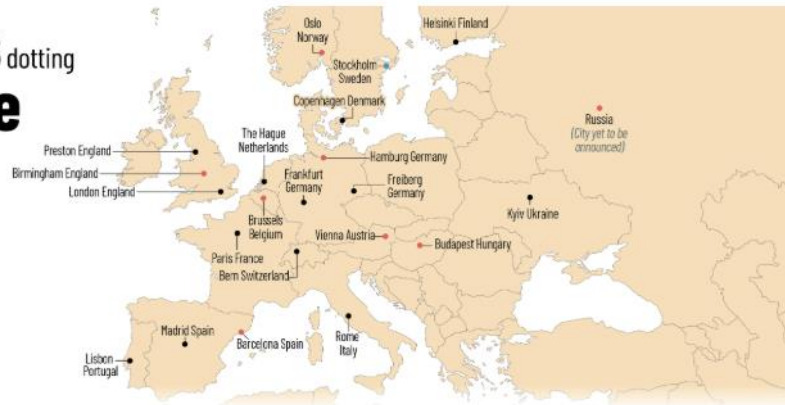 dotting
e
Oslo
Norway
Helsinki Finland
Stockholm
Sweden
Copenhagen Denmark
Russia
(City yet to be
announced)
The Hague
Netherlands
Preston England
Hamburg Germany
Birmingham England
Frankfurt
Germany
Freiberg
Germany
London England
Kyiv Ukraine
Brussels
Belgium
Vienna Austria
Budapest Hungary
Paris France
Bern Switzerland
Madrid Spain
Barcelona Spain
Rome
Italy
Lisbon
Portugal